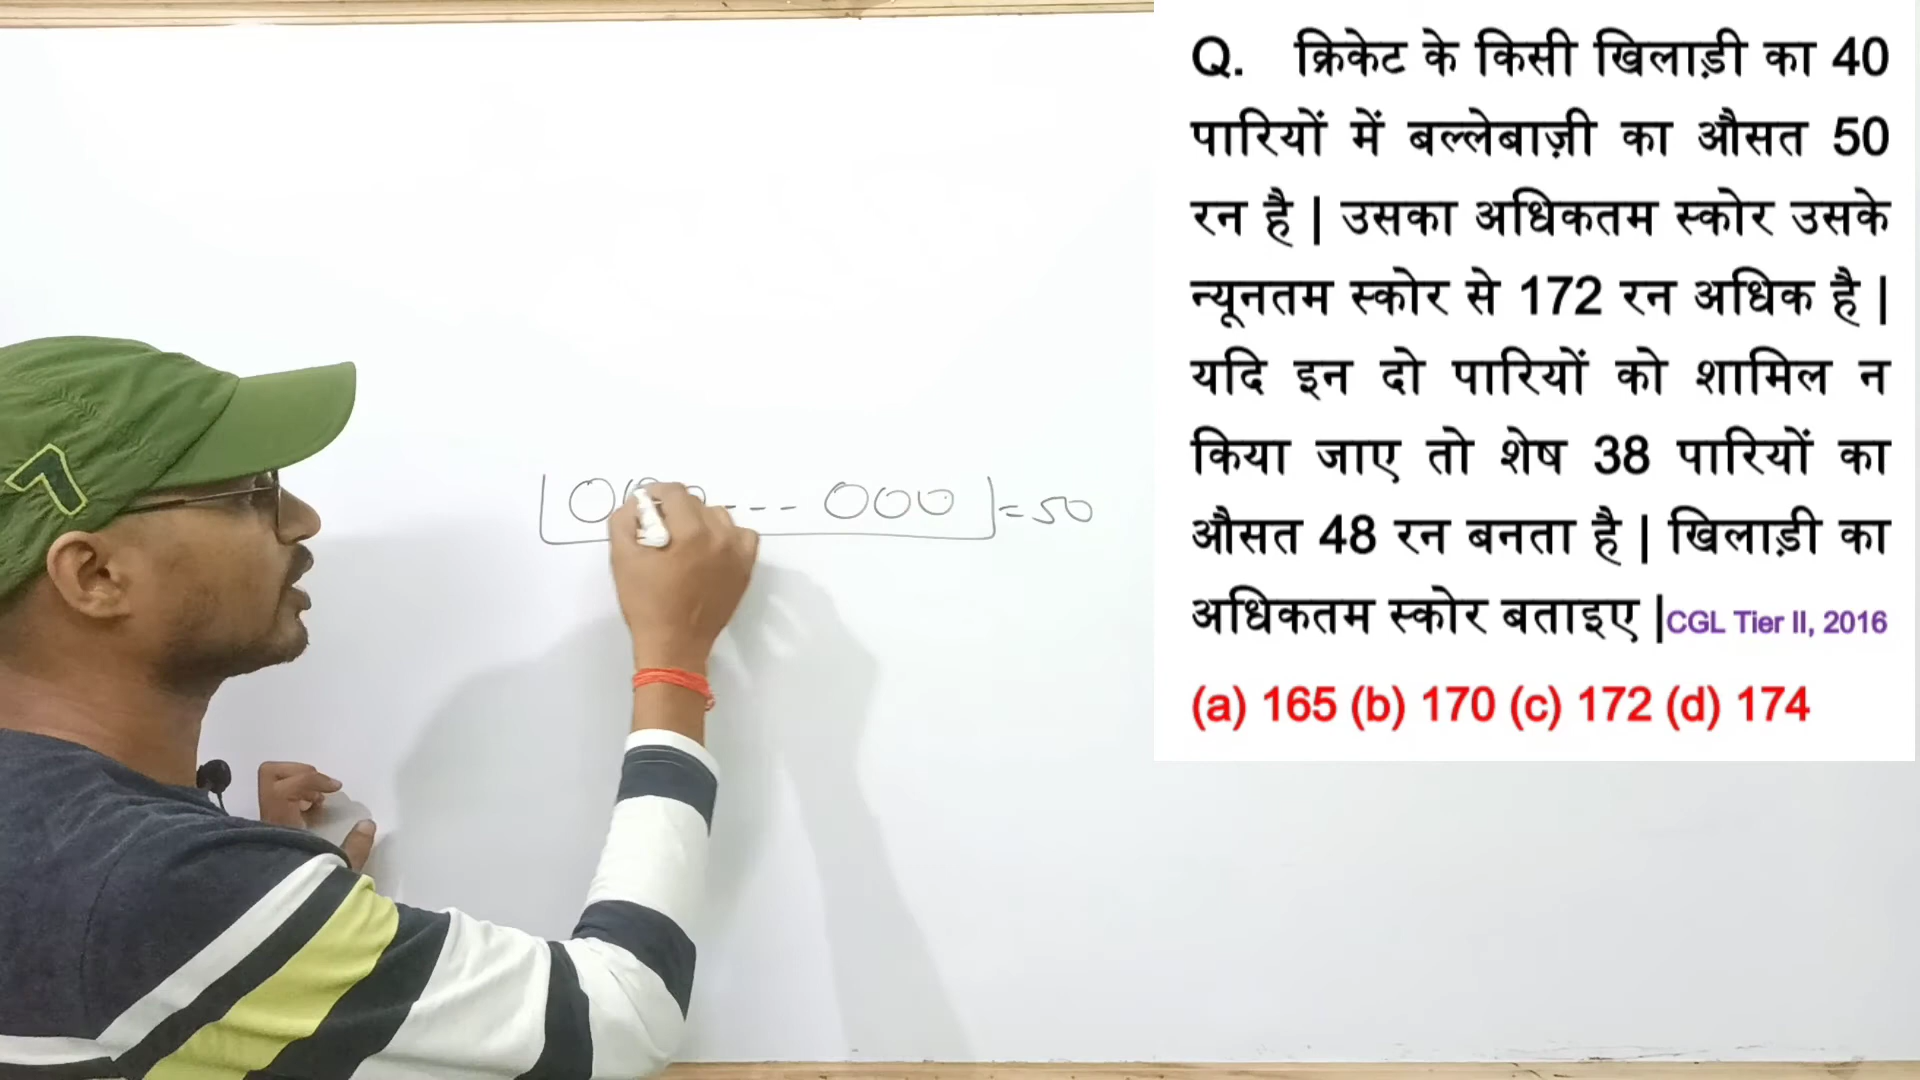 Q. क्रिकेट के किसी खिलाड़ी का 40
पारियों में बल्लेबाज़ी का औसत 50
रन है | उसका अधिकतम स्कोर उसके
न्यूनतम स्कोर से 172 रन अधिक है |
यदि इन दो पारियों को शामिल न
किया जाए तो शेष 38 पारियों का
औसत 48 रन बनता है | खिलाड़ी का
अधिकतम स्कोर बताइए | CGL Tier II, 2016
(a) 165 (b) 170 (c) 172 (d) 174
--- 000 = 50